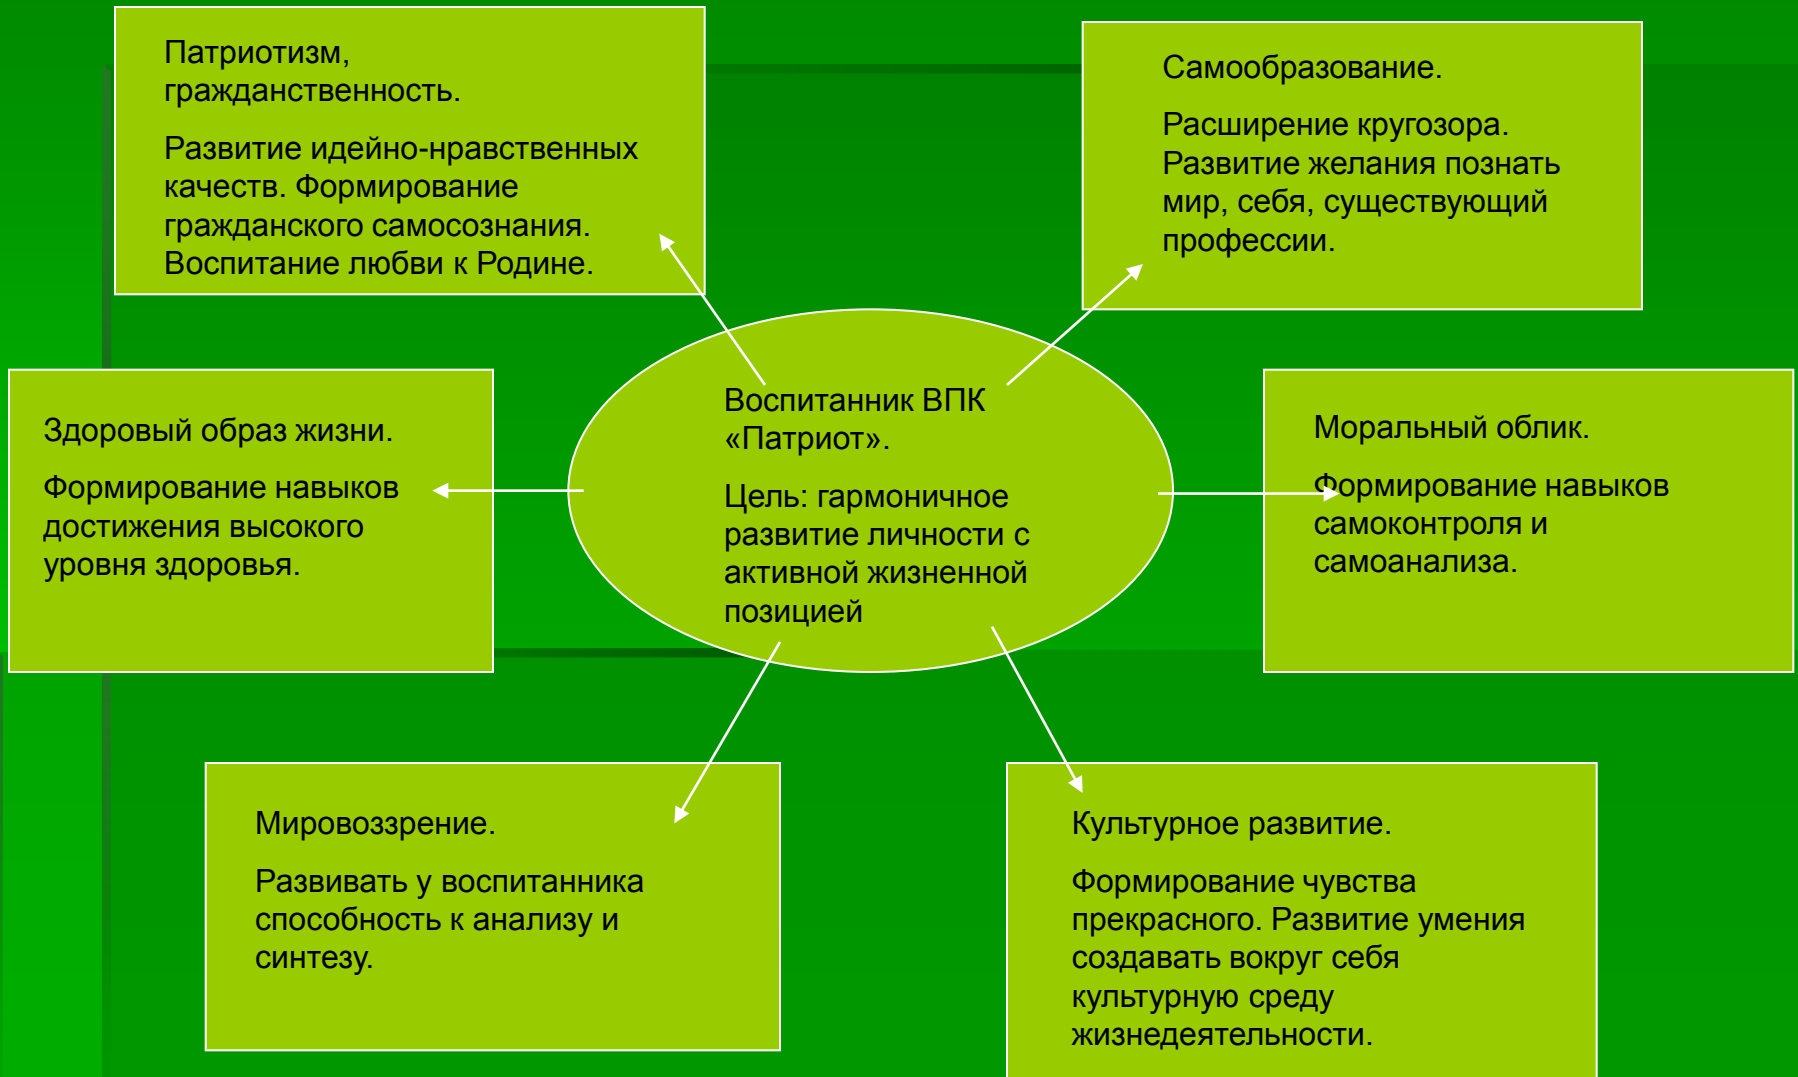 Патриотизм,
гражданственность.
Развитие идейно-нравственных
качеств. Формирование
гражданского самосознания.
Воспитание любви к Родине.
Самообразование.
Расширение кругозора.
Развитие желания познать
мир, себя, существующий
профессии.
Здоровый образ жизни.
Формирование навыков
достижения высокого
уровня здоровья.
Воспитанник ВПК
«Патриот».
Цель: гармоничное
развитие личности с
активной жизненной
позицией
Моральный облик.
Формирование навыков
самоконтроля и
самоанализа.
Мировоззрение.
Развивать у воспитанника
способность к анализу и
синтезу.
Культурное развитие.
Формирование чувства
прекрасного. Развитие умения
создавать вокруг себя
культурную среду
жизнедеятельности.